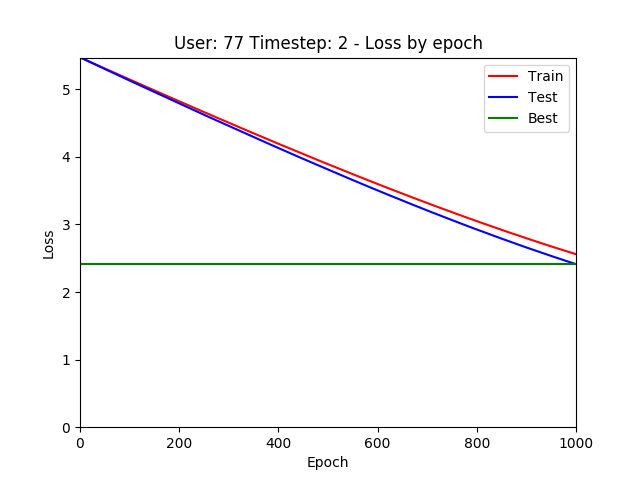 User: 77 Timestep: 2 - Loss by epoch
Train
Test
Best
5
4
3
2
1
0
Loss
0 200 400 600 800 1000
Epoch